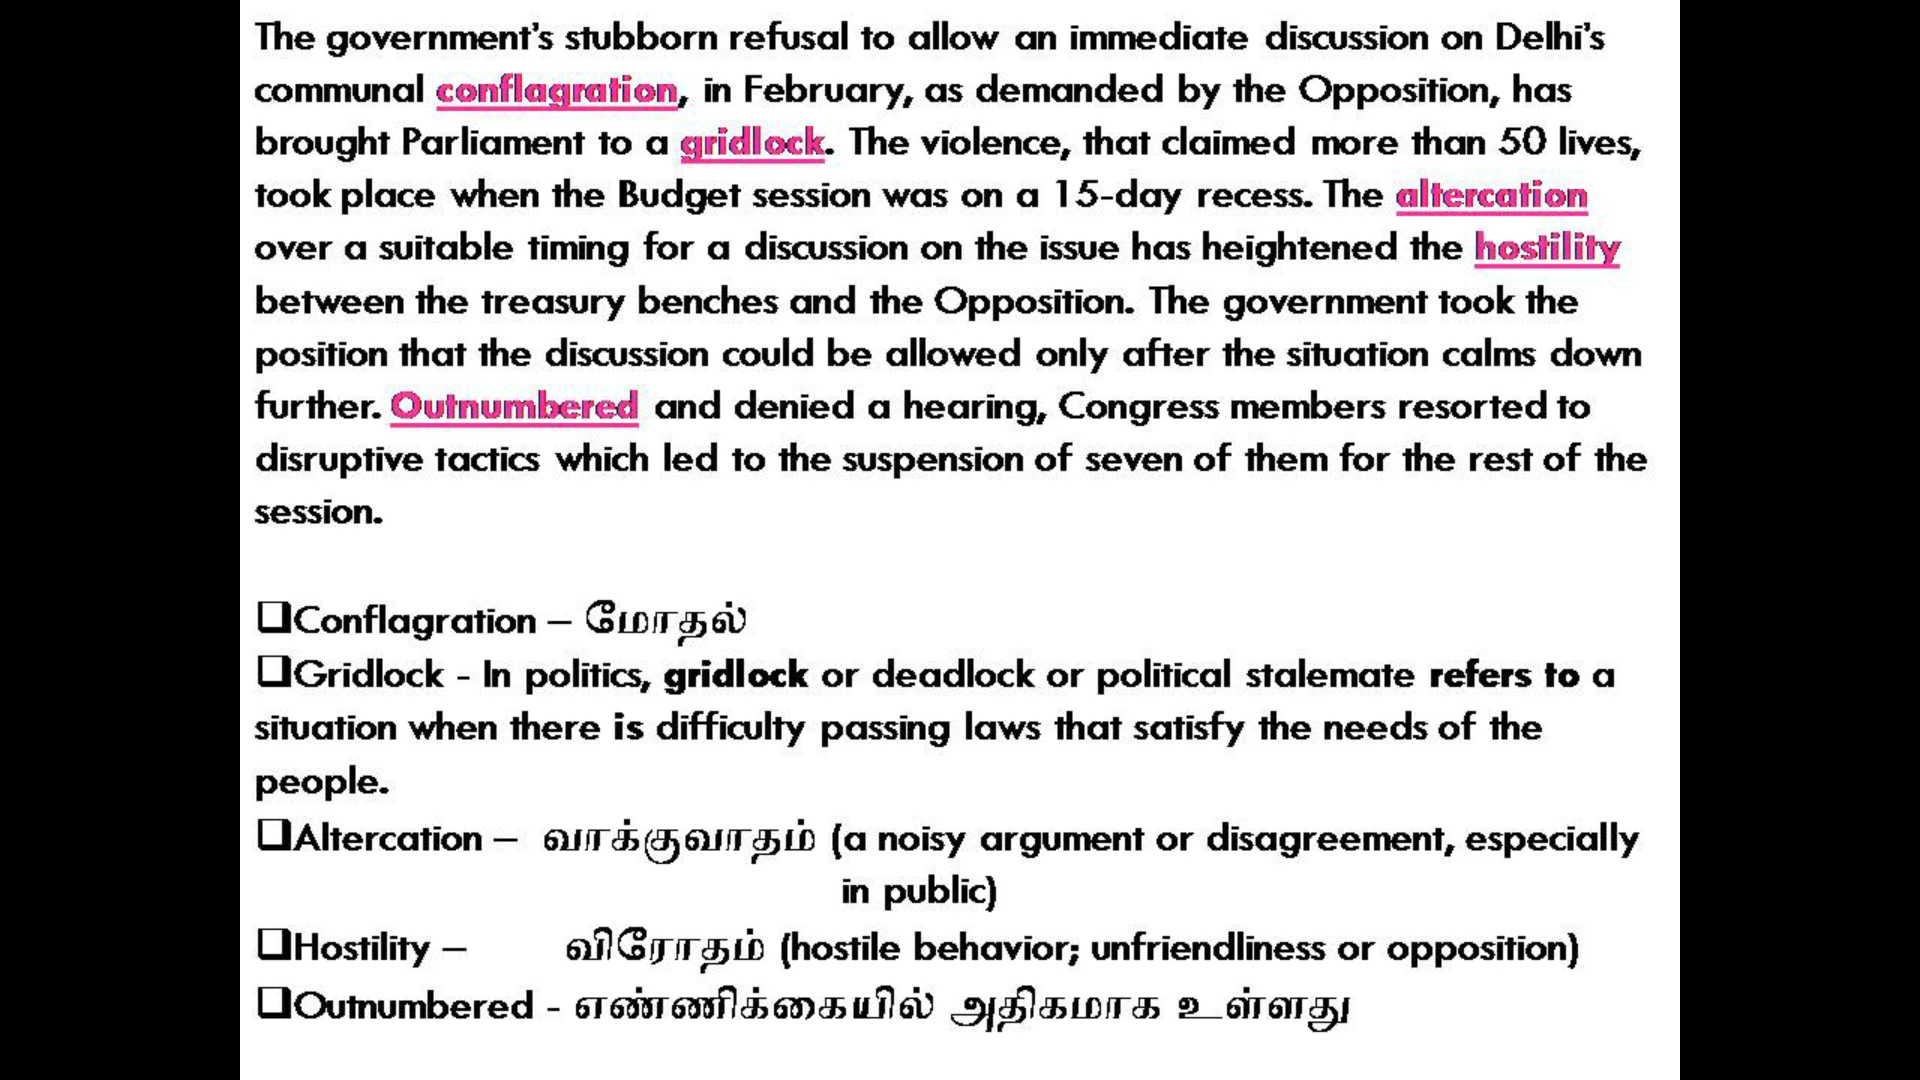 The government's stubborn refusal to allow an immediate discussion on Delhi's
communal conflagration, in February, as demanded by the Opposition, has
brought Parliament to a gridlock. The violence, that claimed more than 50 lives,
took place when the Budget session was on a 15-day recess. The altercation
over a suitable timing for a discussion on the issue has heightened the hostility
between the treasury benches and the Opposition. The government took the
position that the discussion could be allowed only after the situation calms down
further. Outnumbered and denied a hearing, Congress members resorted to
disruptive tactics which led to the suspension of seven of them for the rest of the
session.
❑Conflagration – மோதல்
❑Gridlock - In politics, gridlock or deadlock or political stalemate refers to a
situation when there is difficulty passing laws that satisfy the needs of the
people.
❑Altercation – வாக்குவாதம் (a noisy argument or disagreement, especially
in public)
❑Hostility – விரோதம் (hostile behavior; unfriendliness or opposition)
❑Outnumbered - எண்ணிக்கையில் அதிகமாக உள்ளது